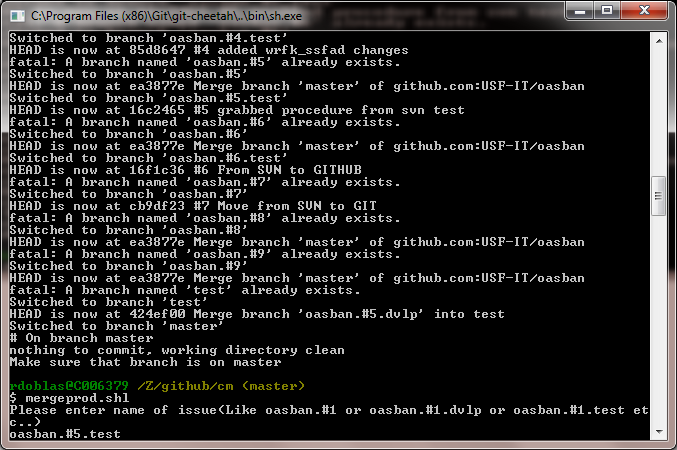 C:\Program Files (x86)\Git\git-cheetah\..\bin\sh.exe
Switched to branch 'oasban.#4.test'
HEAD is now at 85d8647 #4 added wrfk_ssfad changes
fatal: A branch named 'oasban.#5' already exists.
Switched to branch 'oasban.#5'
HEAD is now at ea3877e Merge branch 'master' of github.com:USF-IT/oasban
Switched to branch 'oasban.#5.test'
HEAD is now at 16c2465 #5 grabbed procedure from svn test
fatal: A branch named 'oasban.#6' already exists.
Switched to branch 'oasban.#6'
HEAD is now at ea3877e Merge branch 'master' of github.com:USF-IT/oasban
Switched to branch 'oasban.#6.test'
HEAD is now at 16f1c36 #6 From SVN to GITHUB
fatal: A branch named 'oasban.#7' already exists.
Switched to branch 'oasban.#7'
HEAD is now at cb9df23 #7 Move from SVN to GIT
fatal: A branch named 'oasban.#8' already exists.
Switched to branch 'oasban.#8'
HEAD is now at ea3877e Merge branch 'master' of github.com:USF-IT/oasban
fatal: A branch named 'oasban.#9' already exists.
Switched to branch 'oasban.#9'
HEAD is now at ea3877e Merge branch 'master' of github.com:USF-IT/oasban
fatal: A branch named 'test' already exists.
Switched to branch 'test'
HEAD is now at 424ef00 Merge branch 'oasban.#5.dvlp' into test
Switched to branch 'master'
# On branch master
nothing to commit, working directory clean
Make sure that branch is on master
rdoblas@C006379 /Z/github/cm (master)
$ mergeprod.shl
Please enter name of issue(Like oasban.#1 or oasban.#1.dvlp or oasban.#1.test et
c..)
oasban.#5.test